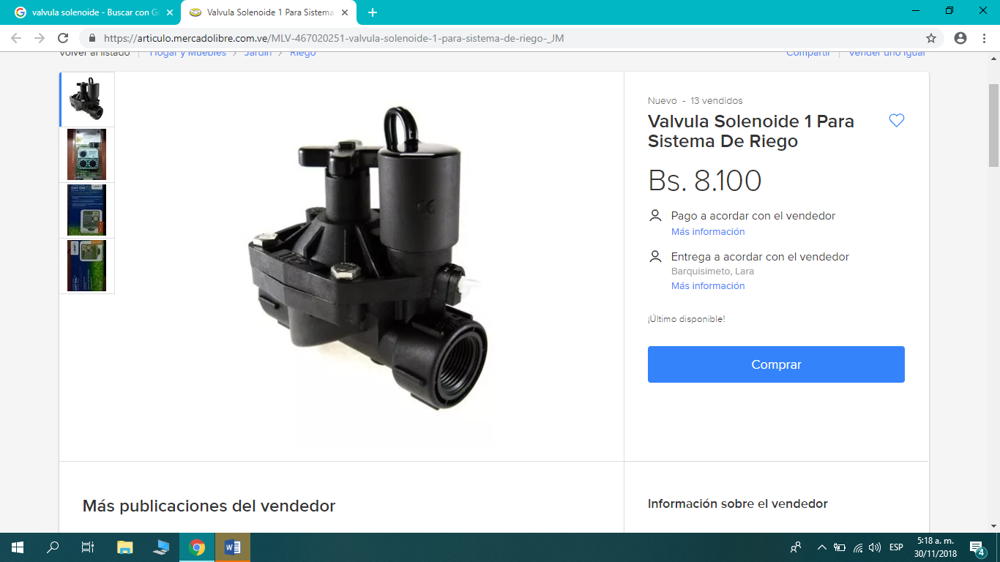 valvula solenoide - Buscar con G
Valvula Solenoide 1 Para Sistema
https://articulo.mercadolibre.com.ve/MLV-467020251-valvula-solenoide-1-para-sistema-de-riego-_JM
Volver al listado
Hogar y Muebles
Jardín
Riego
Compartir
Vender uno igual
Nuevo - 13 vendidos
Valvula Solenoide 1 Para
Sistema De Riego
Bs. 8.100
Pago a acordar con el vendedor
Más información
Entrega a acordar con el vendedor
Barquisimeto, Lara
Más información
¡Último disponible!
Comprar
CE
EASY DIAL
Más publicaciones del vendedor
Información sobre el vendedor
ESP
5:18 a. m.
30/11/2018
4